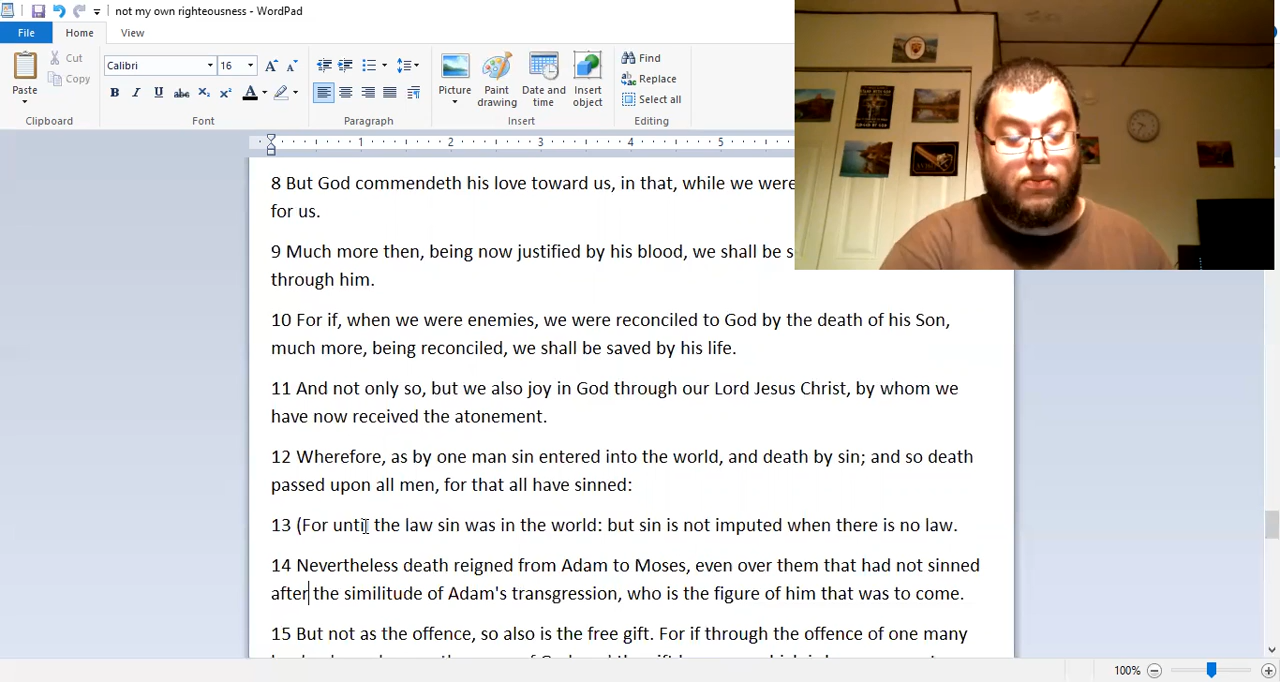 not my own righteousness - WordPad
File Home View
Paste
Cut
Copy
Clipboard
Calibri 16
B I U abc X₂ X² A
Font
Paragraph
Picture
Paint drawing
Date and time
Insert object
Insert
Find
Replace
Select all
Editing
1 2 3 4 5
8 But God commendeth his love toward us, in that, while we were
for us.
9 Much more then, being now justified by his blood, we shall be s
through him.
10 For if, when we were enemies, we were reconciled to God by the death of his Son,
much more, being reconciled, we shall be saved by his life.
11 And not only so, but we also joy in God through our Lord Jesus Christ, by whom we
have now received the atonement.
12 Wherefore, as by one man sin entered into the world, and death by sin; and so death
passed upon all men, for that all have sinned:
13 (For until the law sin was in the world: but sin is not imputed when there is no law.
14 Nevertheless death reigned from Adam to Moses, even over them that had not sinned
after the similitude of Adam's transgression, who is the figure of him that was to come.
15 But not as the offence, so also is the free gift. For if through the offence of one many
100%